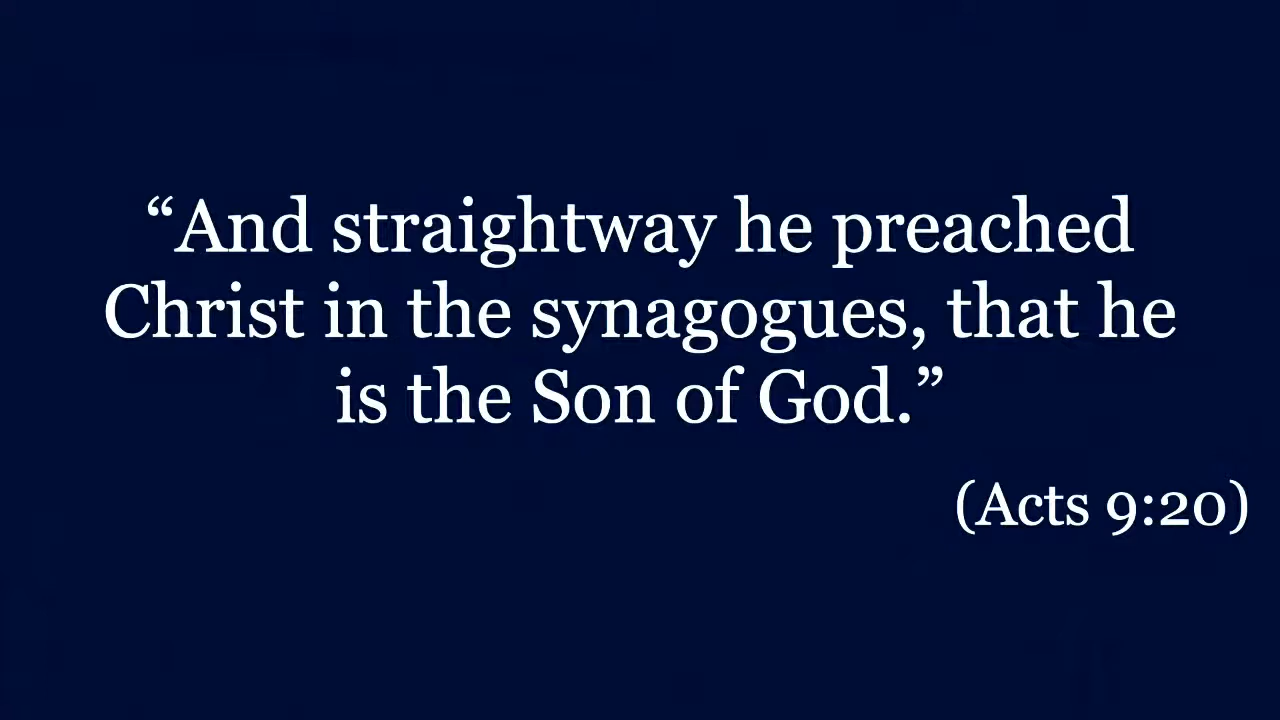 “And straightway he preached
Christ in the synagogues, that he
is the Son of God.”
(Acts 9:20)